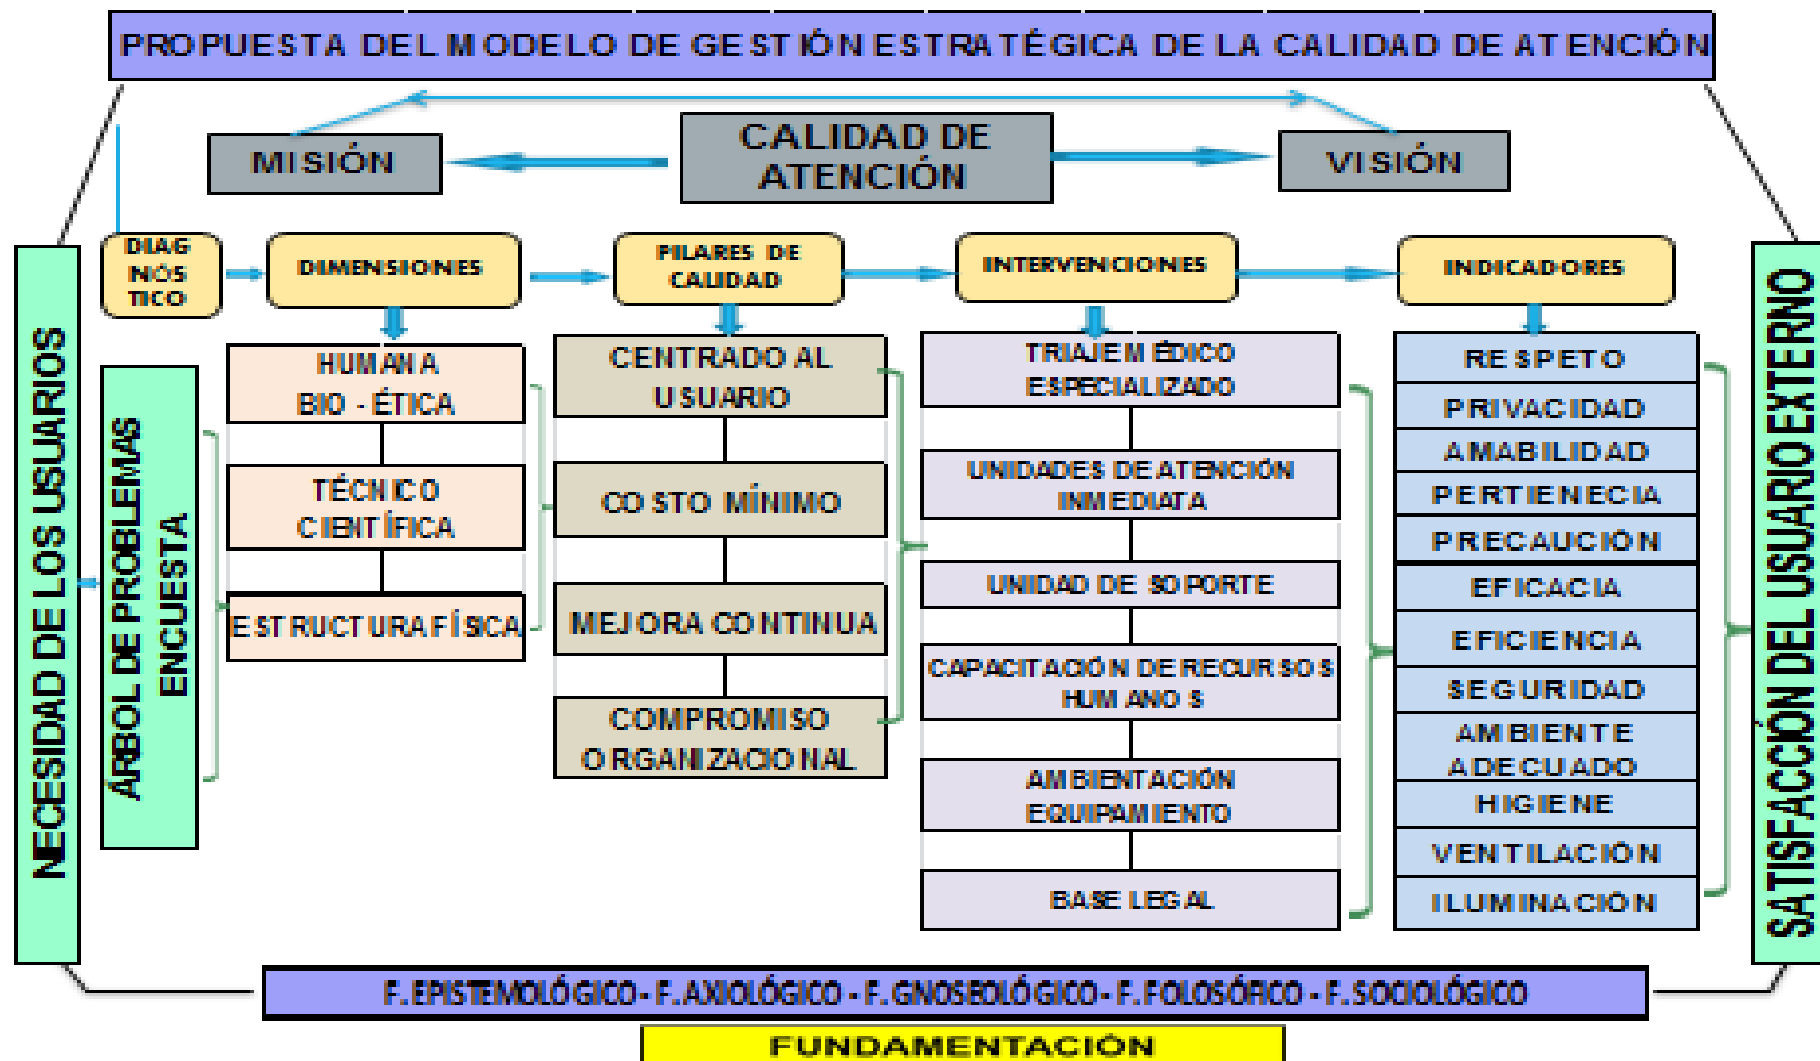 PROPUESTA DEL MODELO DE GESTIÓN ESTRATÉGICA DE LA CALIDAD DE ATENCIÓN
MISIÓN
CALIDAD DE
ATENCIÓN
VISIÓN
DIAG
NÓS
TICO
DIMENSIONES
PILARES DE
CALIDAD
INTERVENCIONES
INDICADORES
NECESIDAD DE LOS USUARIOS
ÁRBOL DE PROBLEMAS
ENCUESTA
HUMANA
BIO - ÉTICA
TÉCNICO
CIENTÍFICA
ESTRUCTURA FÍSICA
CENTRADO AL
USUARIO
COSTO MÍNIMO
MEJORA CONTINUA
COMPROMISO
ORGANIZACIONAL
TRIAJE MÉDICO
ESPECIALIZADO
UNIDADES DE ATENCIÓN
INMEDIATA
UNIDAD DE SOPORTE
CAPACITACIÓN DE RECURSOS
HUMANOS
AMBIENTACIÓN
EQUIPAMIENTO
BASE LEGAL
RESPETO
PRIVACIDAD
AMABILIDAD
PERTIENECIA
PRECAUCIÓN
EFICACIA
EFICIENCIA
SEGURIDAD
AMBIENTE
ADECUADO
HIGIENE
VENTILACIÓN
ILUMINACIÓN
SATISFACCIÓN DEL USUARIO EXTERNO
F. EPISTEMOLÓGICO - F. AXIOLÓGICO - F. GNOSEOLÓGICO - F. FOLOSÓFICO - F. SOCIOLÓGICO
FUNDAMENTACIÓN